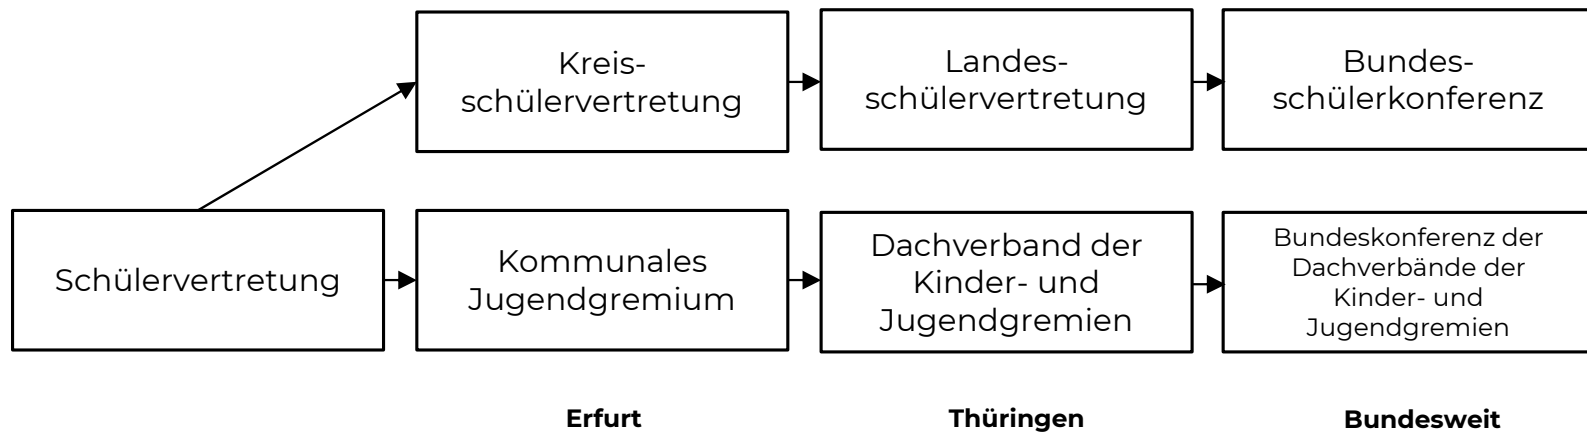 Kreis-
schülervertretung
Landes-
schülervertretung
Bundes-
schülerkonferenz
Schülervertretung
Kommunales
Jugendgremium
Dachverband der
Kinder- und
Jugendgremien
Bundeskonferenz der
Dachverbände der
Kinder- und
Jugendgremien
Erfurt
Thüringen
Bundesweit